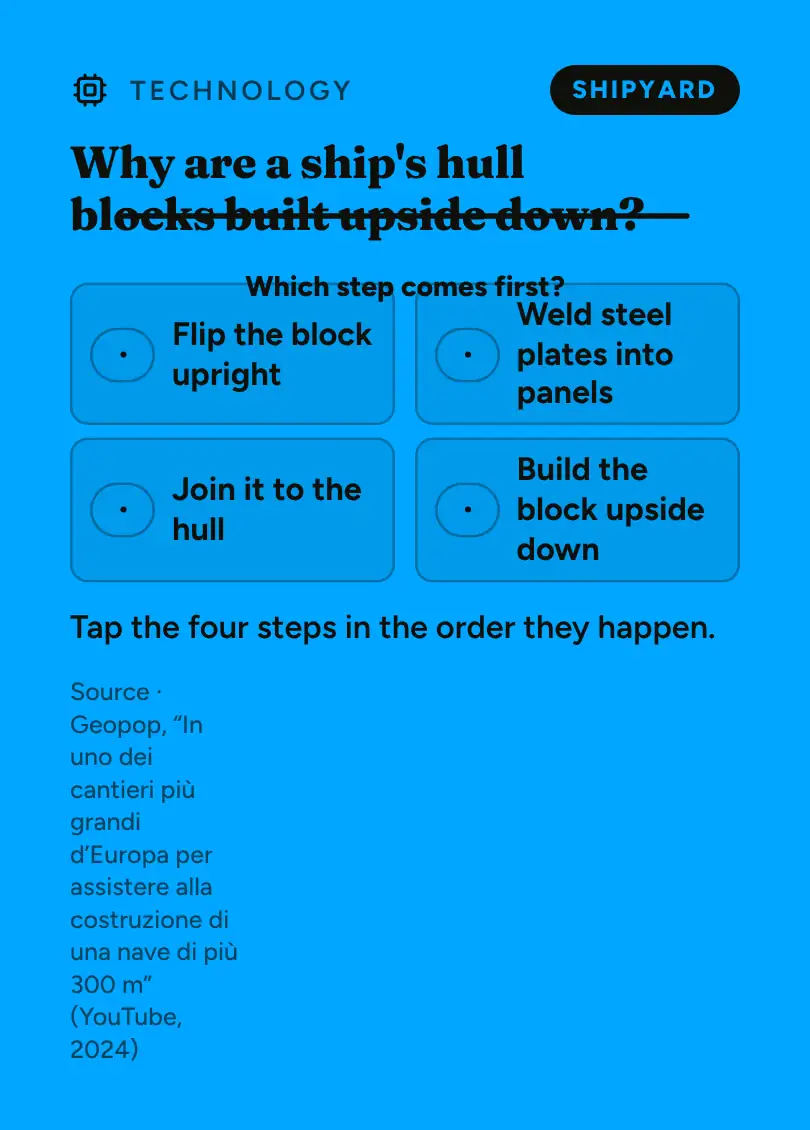 TECHNOLOGY
SHIPYARD
Why are a ship's hull
blocks built upside down?
Which step comes first?
Flip the block
upright
Weld steel
plates into
panels
Join it to the
hull
Build the
block upside
down
Tap the four steps in the order they happen.
Source ·
Geopop, “In
uno dei
cantieri più
grandi
d’Europa per
assistere alla
costruzione di
una nave di più
300 m”
(YouTube,
2024)